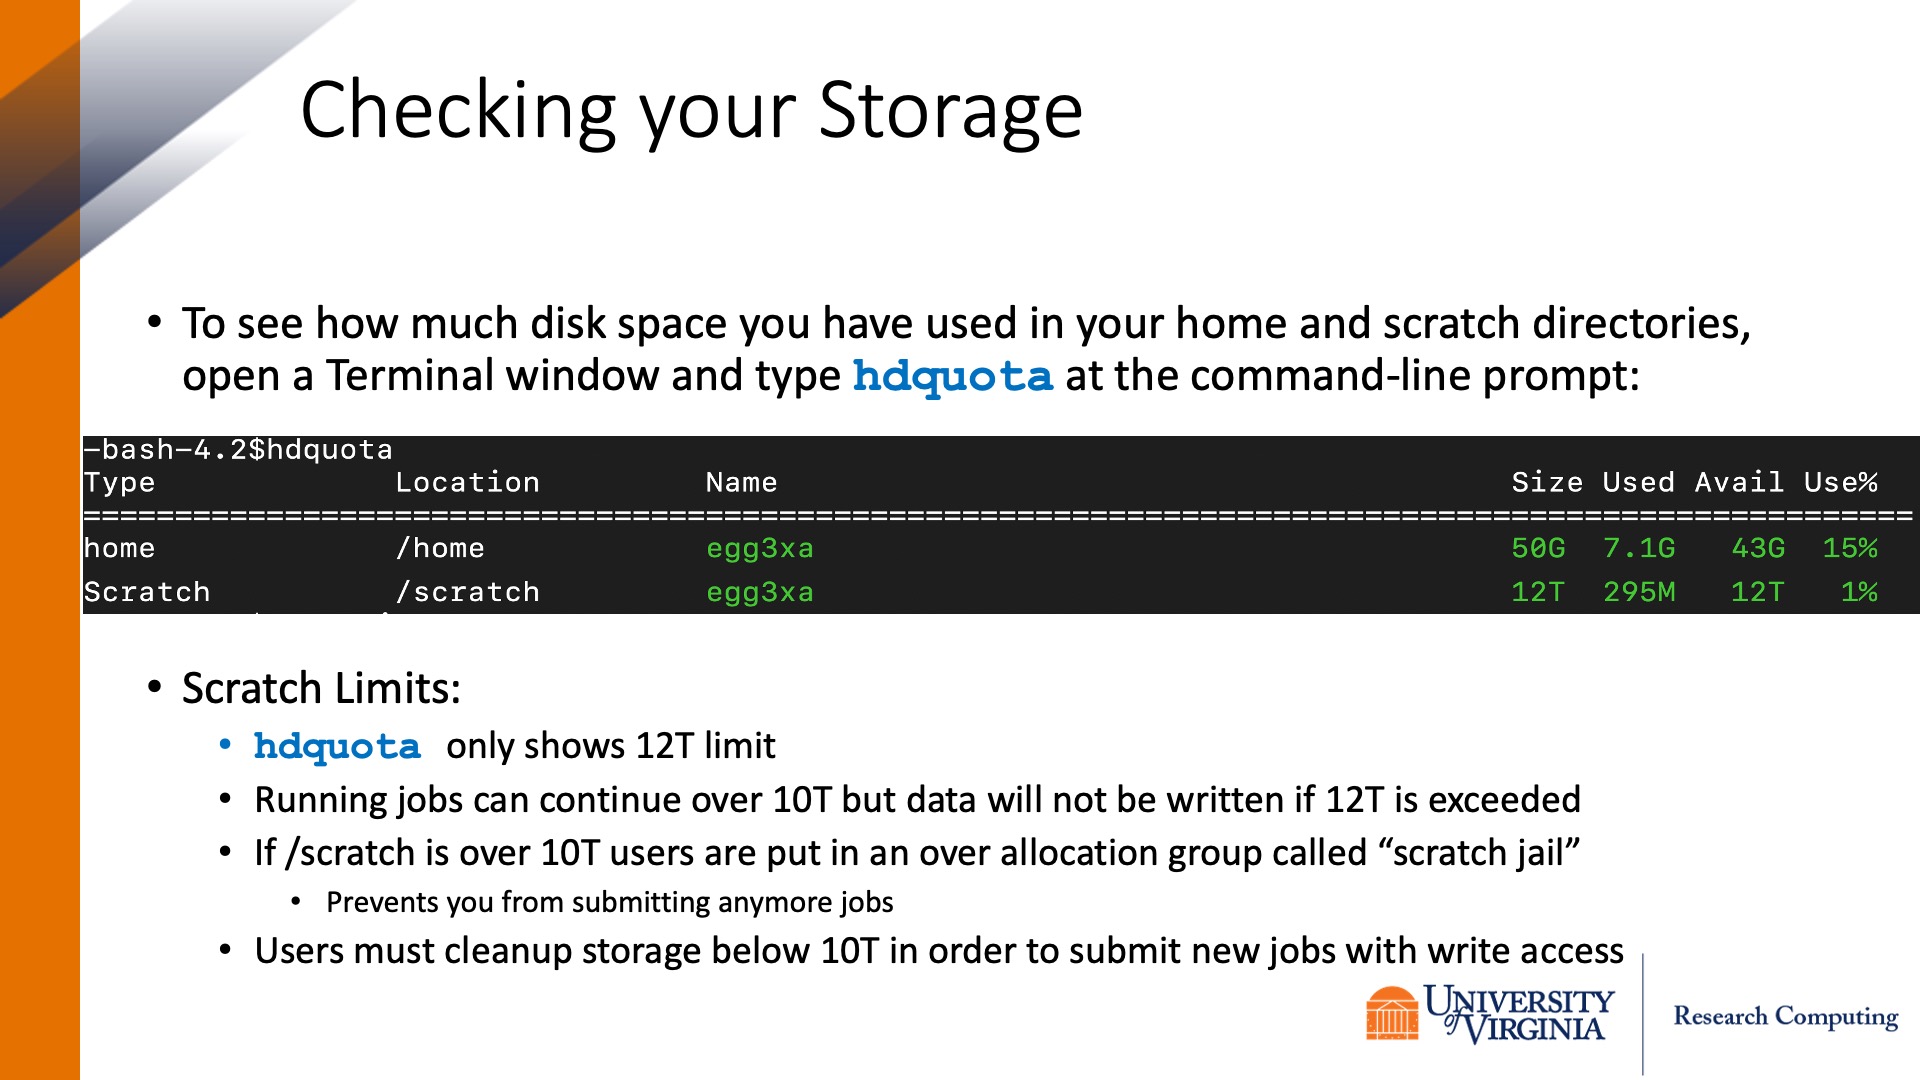 Checking your Storage
• To see how much disk space you have used in your home and scratch directories,
open a Terminal window and type hdquota at the command-line prompt:
-bash-4.2$hdquota
Type Location Name Size Used Avail Use%
====================================================================================================
home /home egg3xa 50G 7.1G 43G 15%
Scratch /scratch egg3xa 12T 295M 12T 1%
• Scratch Limits:
• hdquota only shows 12T limit
• Running jobs can continue over 10T but data will not be written if 12T is exceeded
• If /scratch is over 10T users are put in an over allocation group called “scratch jail”
• Prevents you from submitting anymore jobs
• Users must cleanup storage below 10T in order to submit new jobs with write access
UNIVERSITY
of VIRGINIA
Research Computing